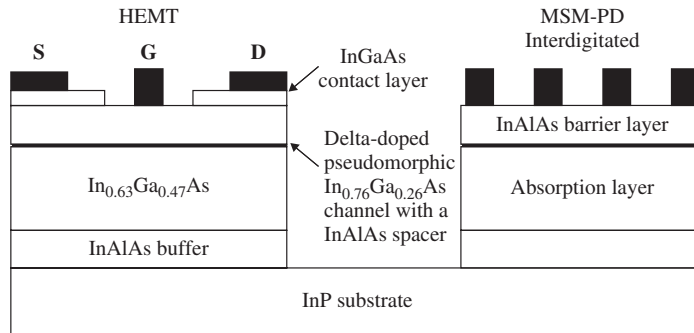 HEMT
S G D
InGaAs
contact layer
In0.63Ga0.47As
InAlAs buffer
Delta-doped
pseudomorphic
In0.76Ga0.26As
channel with a
InAlAs spacer
MSM-PD
Interdigitated
InAlAs barrier layer
Absorption layer
InP substrate